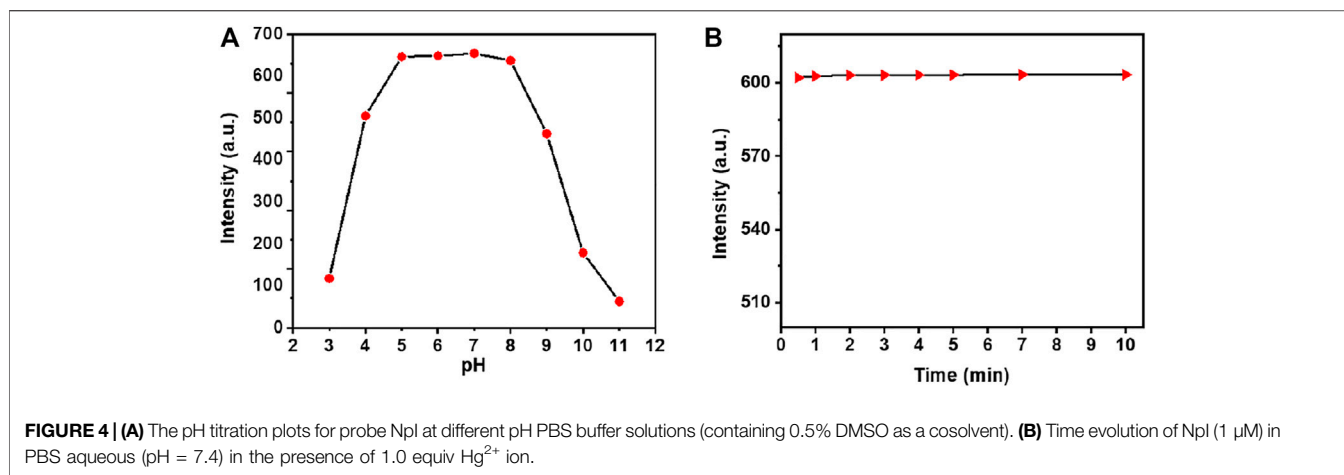 A
700
600
500
400
300
200
100
0
2 3 4 5 6 7 8 9 10 11 12
pH
Intensity (a.u.)
B
600
570
540
510
0 1 2 3 4 5 6 7 8 9 10
Time (min)
Intensity (a.u.)
FIGURE 4 | (A) The pH titration plots for probe NpI at different pH PBS buffer solutions (containing 0.5% DMSO as a cosolvent). (B) Time evolution of NpI (1 μM) in
PBS aqueous (pH = 7.4) in the presence of 1.0 equiv Hg²⁺ ion.